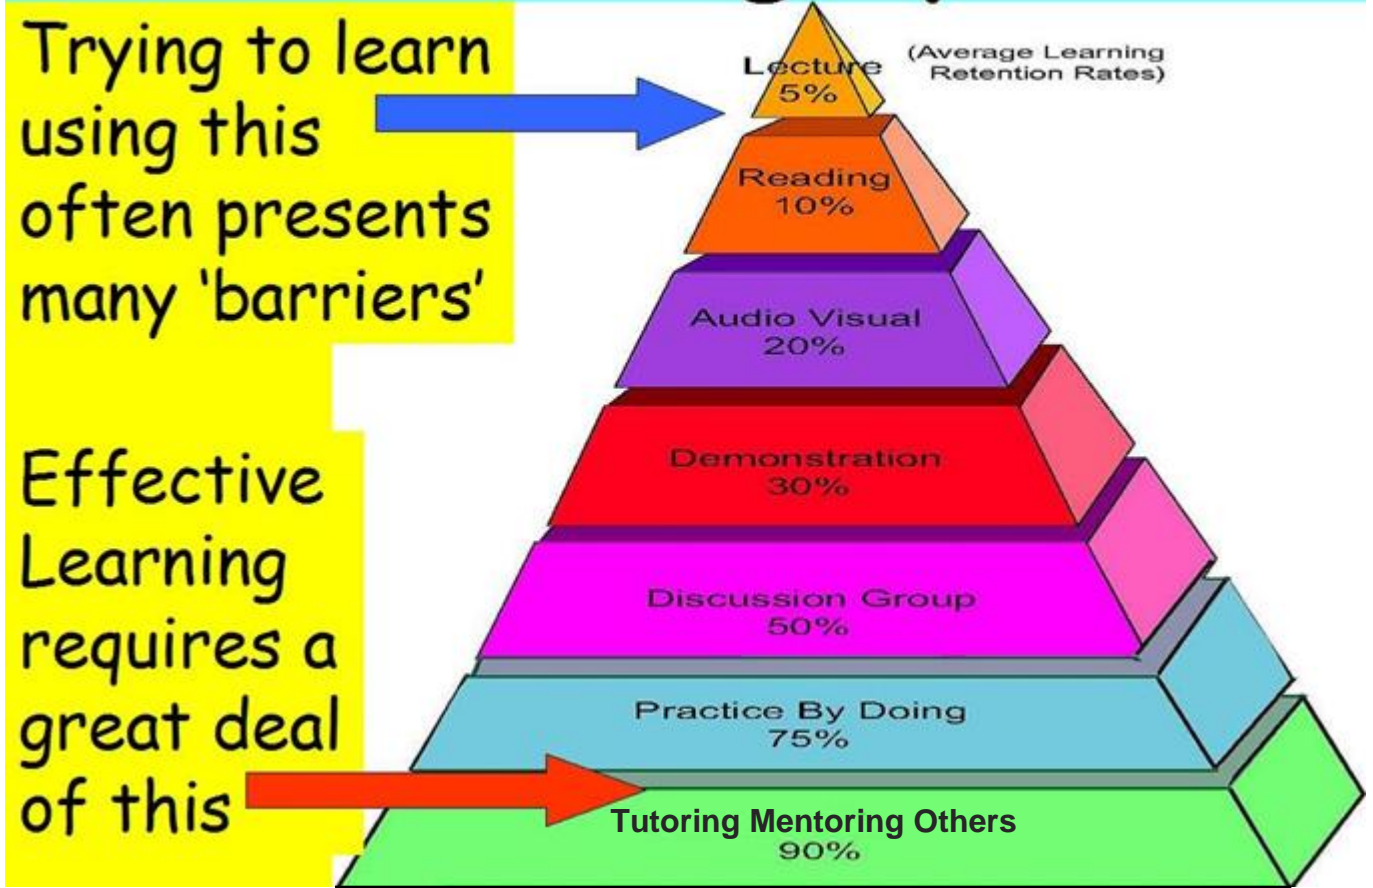 Trying to learn
using this
often presents
many ‘barriers’
Effective
Learning
requires a
great deal
of this
(Average Learning
Retention Rates)
Lecture
5%
Reading
10%
Audio Visual
20%
Demonstration
30%
Discussion Group
50%
Practice By Doing
75%
Tutoring Mentoring Others
90%